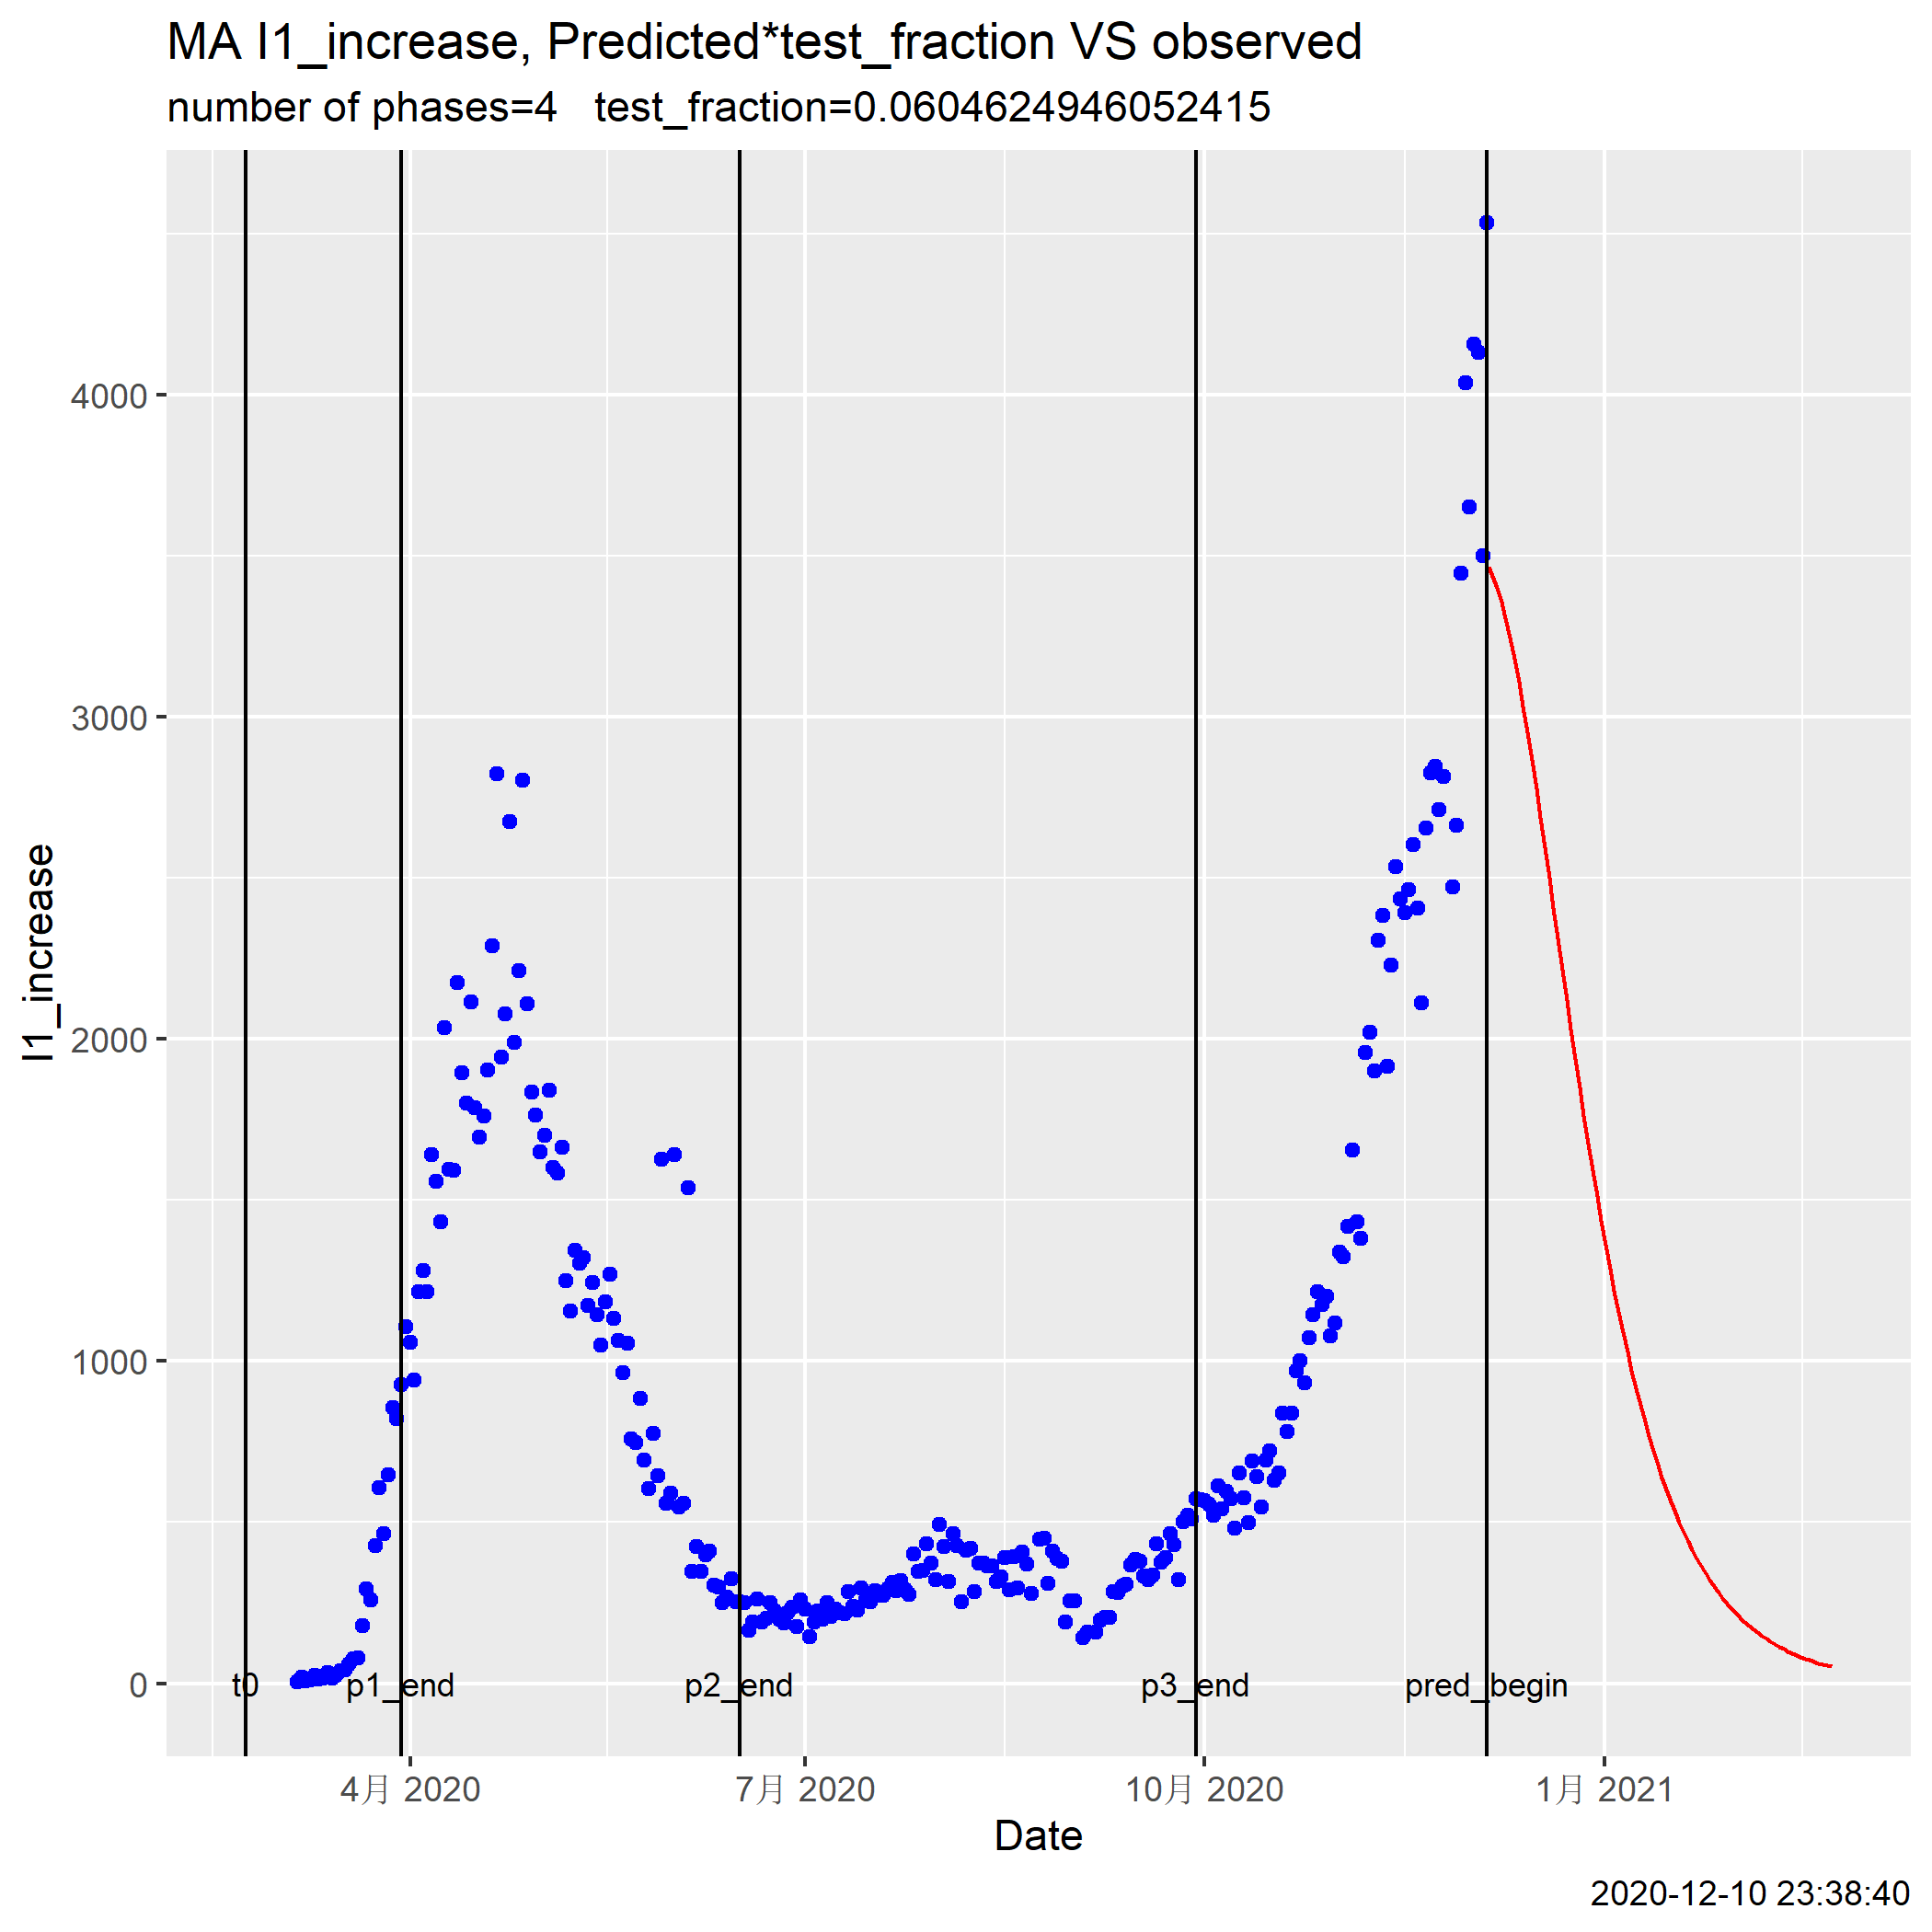 MA I1_increase, Predicted*test_fraction VS observed
number of phases=4   test_fraction=0.0604624946052415
I1_increase
4000
3000
2000
1000
0
t0
p1_end
p2_end
p3_end
pred_begin
4月 2020
7月 2020
10月 2020
1月 2021
Date
2020-12-10 23:38:40